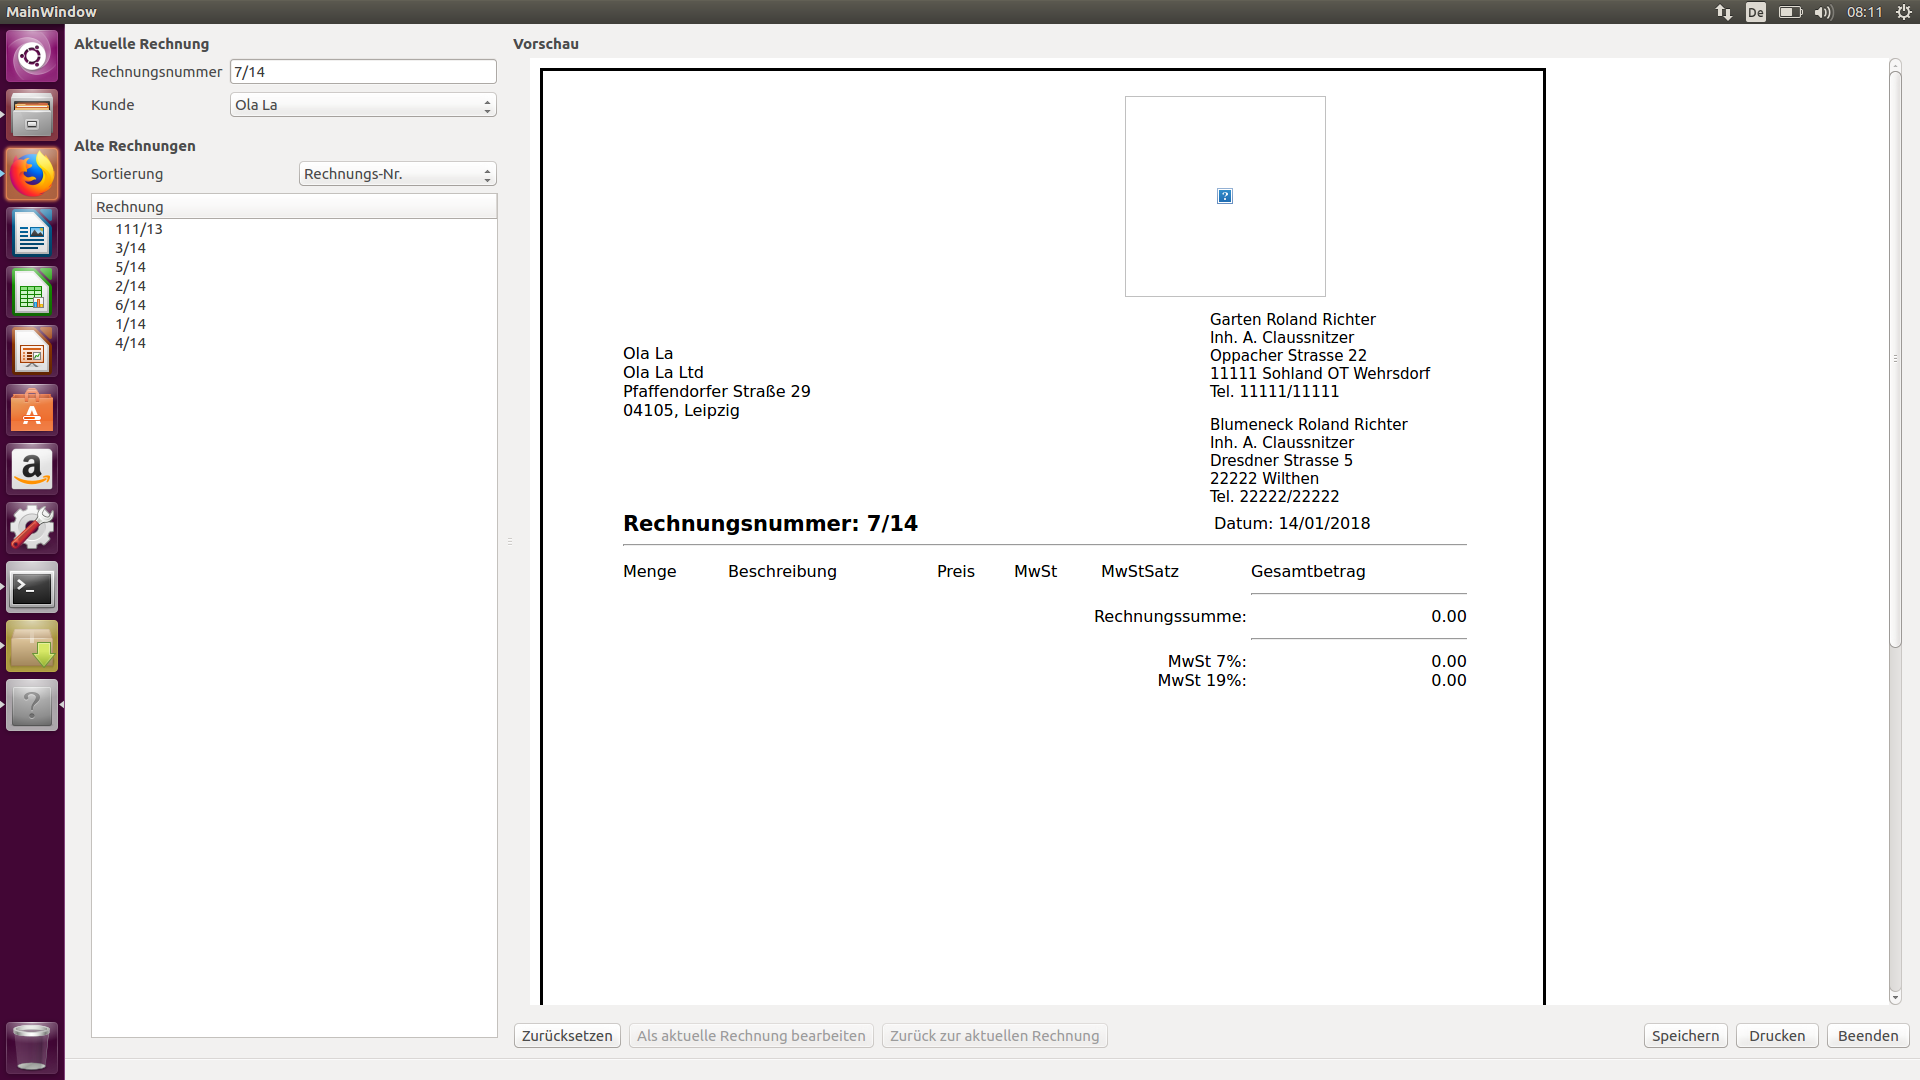 MainWindow
De
08:11
Aktuelle Rechnung
Rechnungsnummer 7/14
Kunde Ola La
Alte Rechnungen
Sortierung Rechnungs-Nr.
Rechnung
111/13
3/14
5/14
2/14
6/14
1/14
4/14
Vorschau
?
Garten Roland Richter
Inh. A. Claussnitzer
Oppacher Strasse 22
11111 Sohland OT Wehrsdorf
Tel. 11111/11111
Ola La
Ola La Ltd
Pfaffendorfer Straße 29
04105, Leipzig
Blumeneck Roland Richter
Inh. A. Claussnitzer
Dresdner Strasse 5
22222 Wilthen
Tel. 22222/22222
Rechnungsnummer: 7/14 Datum: 14/01/2018
Menge Beschreibung Preis MwSt MwStSatz Gesamtbetrag
Rechnungssumme: 0.00
MwSt 7%: 0.00
MwSt 19%: 0.00
Zurücksetzen Als aktuelle Rechnung bearbeiten Zurück zur aktuellen Rechnung Speichern Drucken Beenden